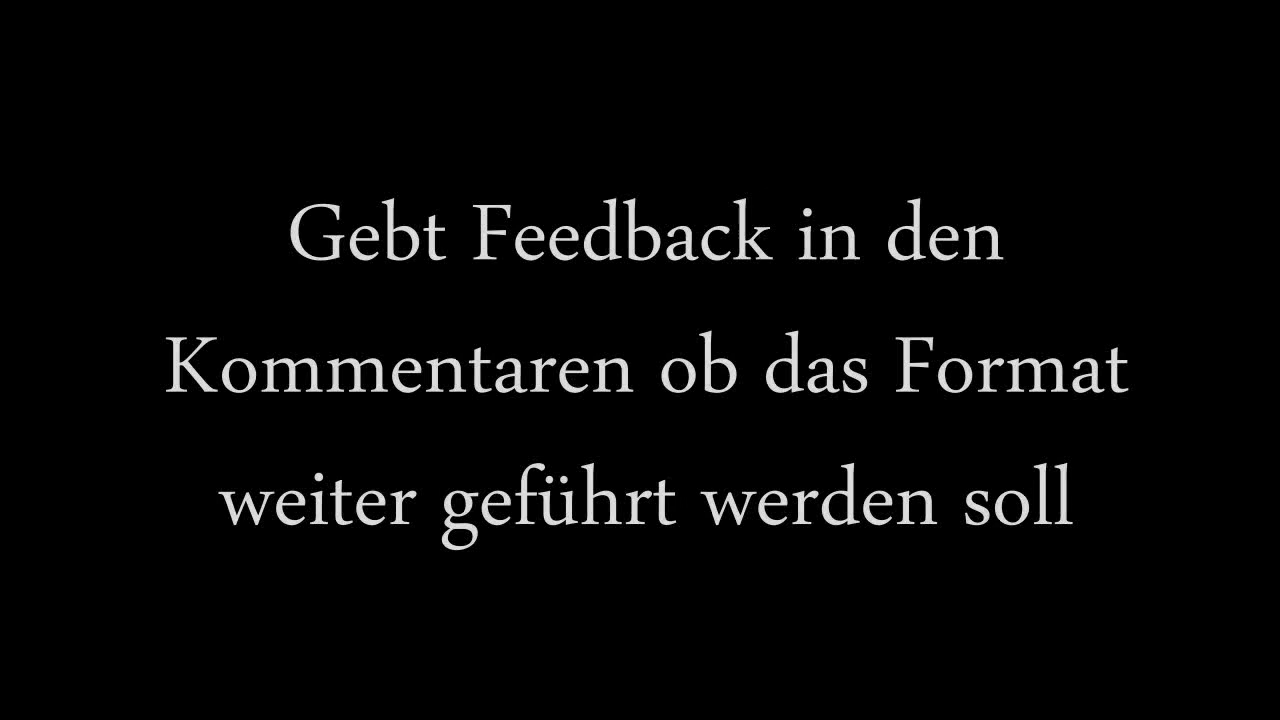 Gebt Feedback in den
Kommentaren ob das Format
weiter geführt werden soll